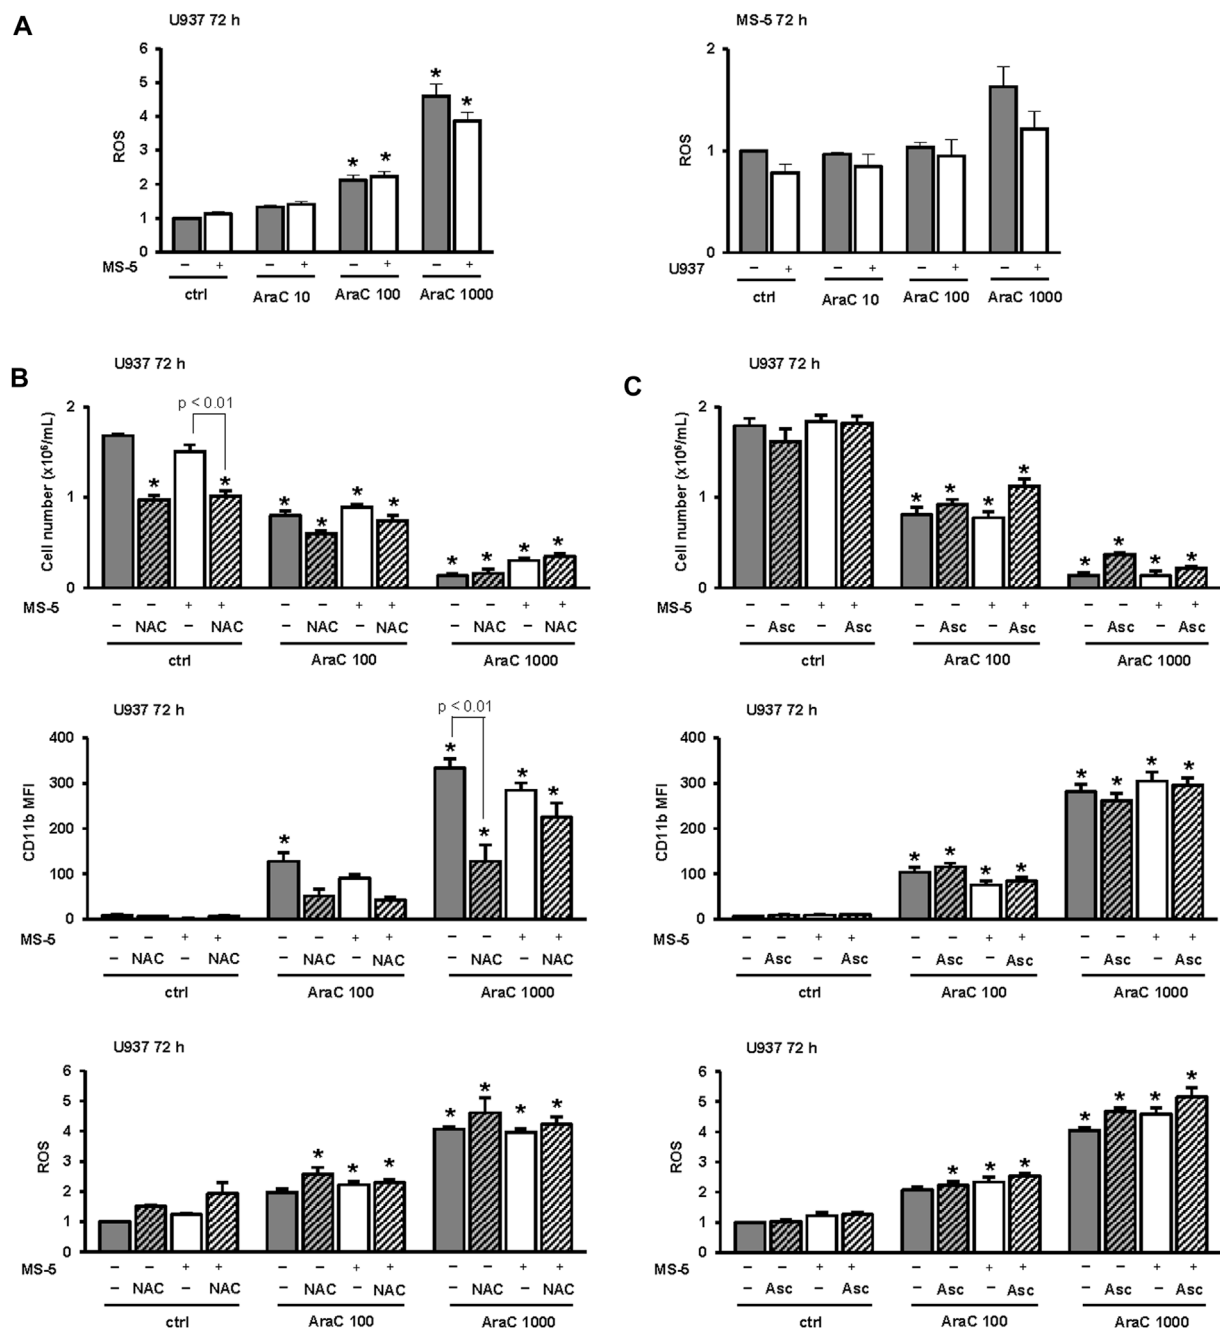 A
U937 72 h
ROS
6
5
4
3
2
1
0
* * * *
MS-5 – + – + – + – +
ctrl AraC 10 AraC 100 AraC 1000
MS-5 72 h
ROS
2
1
0
U937 – + – + – + – +
ctrl AraC 10 AraC 100 AraC 1000
B
U937 72 h
Cell number (x10⁶/mL)
2
1
0
p < 0.01
* * * * * * * * * *
MS-5 – – + + – – + + – – + +
– NAC – NAC – NAC – NAC – NAC – NAC
ctrl AraC 100 AraC 1000
U937 72 h
CD11b MFI
400
300
200
100
0
p < 0.01
* * * * *
MS-5 – – + + – – + + – – + +
– NAC – NAC – NAC – NAC – NAC – NAC
ctrl AraC 100 AraC 1000
U937 72 h
ROS
6
5
4
3
2
1
0
* * * * * * *
MS-5 – – + + – – + + – – + +
– NAC – NAC – NAC – NAC – NAC – NAC
ctrl AraC 100 AraC 1000
C
U937 72 h
Cell number (x10⁶/mL)
2
1
0
* * * * * * * *
MS-5 – – + + – – + + – – + +
– Asc – Asc – Asc – Asc – Asc – Asc
ctrl AraC 100 AraC 1000
U937 72 h
CD11b MFI
400
300
200
100
0
* * * * * * * *
MS-5 – – + + – – + + – – + +
– Asc – Asc – Asc – Asc – Asc – Asc
ctrl AraC 100 AraC 1000
U937 72 h
ROS
6
5
4
3
2
1
0
* * * * * * *
MS-5 – – + + – – + + – – + +
– Asc – Asc – Asc – Asc – Asc – Asc
ctrl AraC 100 AraC 1000